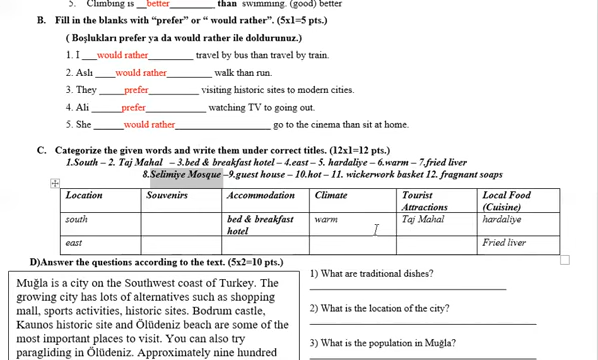 5. Climbing is __better__________ than swimming. (good) better
B. Fill in the blanks with “prefer” or “ would rather”. (5x1=5 pts.)
( Boşlukları prefer ya da would rather ile doldurunuz.)
1. I ___would rather_________ travel by bus than travel by train.
2. Ash ____would rather_________ walk than run.
3. They _____prefer_________ visiting historic sites to modern cities.
4. Ali ____prefer_________ watching TV to going out.
5. She ______would rather___________________ go to the cinema than sit at home.
C. Categorize the given words and write them under correct titles. (12x1=12 pts.)
1.South – 2. Taj Mahal – 3.bed & breakfast hotel – 4.east – 5. hardaliye – 6.warm – 7.fried liver
8.Selimiye Mosque –9.guest house – 10.hot – 11. wickerwork basket 12. fragnant soaps
Location Souvenirs Accommodation Climate Tourist Attractions Local Food (Cuisine)
south bed & breakfast hotel warm Taj Mahal hardaliye
east Fried liver
D)Answer the questions according to the text. (5x2=10 pts.)
Muğla is a city on the Southwest coast of Turkey. The
growing city has lots of alternatives such as shopping
mall, sports activities, historic sites. Bodrum castle,
Kaunos historic site and Ölüdeniz beach are some of the
most important places to visit. You can also try
paragliding in Ölüdeniz. Approximately nine hundred
1) What are traditional dishes?
2) What is the location of the city?
3) What is the population in Muğla?